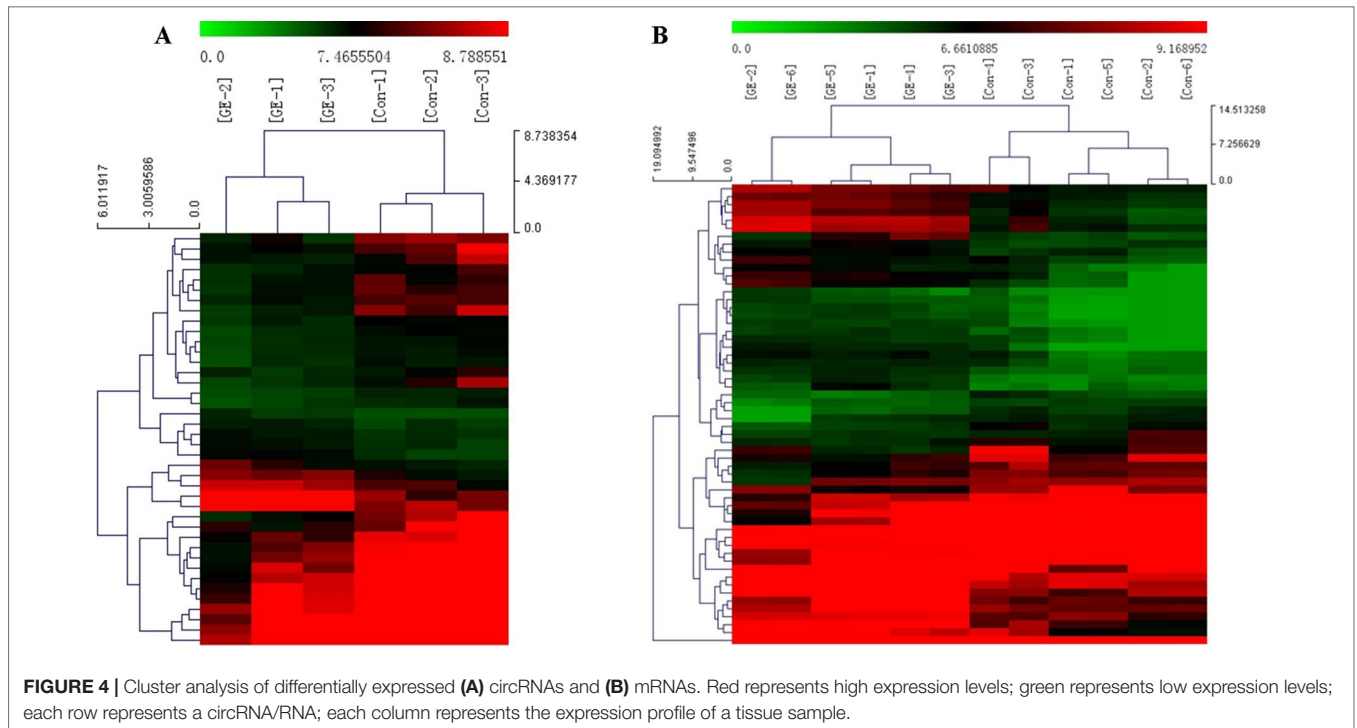 A
0.0 7.4655504 8.788551
[GE-2] [GE-1] [GE-3] [Con-1] [Con-2] [Con-3]
8.738354
4.369177
0.0
6.011917 3.0059586 0.0
B
0.0 6.6610885 9.168952
[GE-2] [GE-6] [GE-5] [GE-1] [GE-1] [GE-3] [Con-1] [Con-3] [Con-1] [Con-5] [Con-2] [Con-6]
14.513258
7.256629
0.0
19.094992 9.547496 0.0
FIGURE 4 | Cluster analysis of differentially expressed (A) circRNAs and (B) mRNAs. Red represents high expression levels; green represents low expression levels;
each row represents a circRNA/RNA; each column represents the expression profile of a tissue sample.